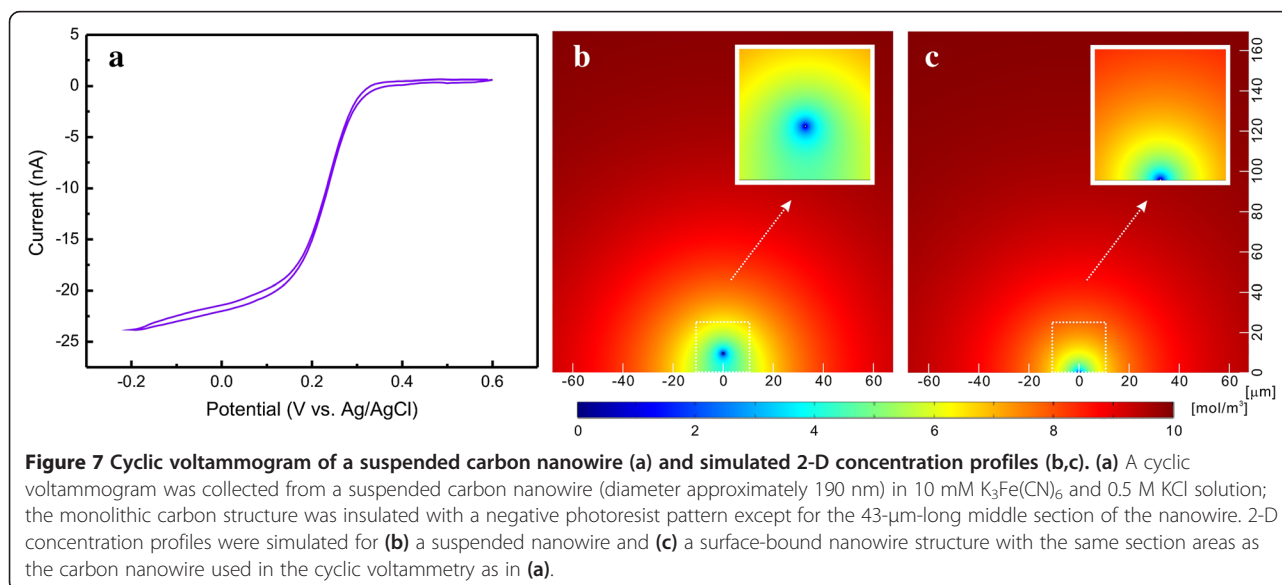 a
5
0
-5
-10
-15
-20
-25
Current (nA)
-0.2 0.0 0.2 0.4 0.6
Potential (V vs. Ag/AgCl)
b
-60 -40 -20 0 20 40 60
c
-60 -40 -20 0 20 40 60
0 20 40 60 80 100 120 140 160
[μm]
[mol/m³]
0 2 4 6 8 10
Figure 7 Cyclic voltammogram of a suspended carbon nanowire (a) and simulated 2-D concentration profiles (b,c). (a) A cyclic
voltammogram was collected from a suspended carbon nanowire (diameter approximately 190 nm) in 10 mM K₃Fe(CN)₆ and 0.5 M KCl solution;
the monolithic carbon structure was insulated with a negative photoresist pattern except for the 43-μm-long middle section of the nanowire. 2-D
concentration profiles were simulated for (b) a suspended nanowire and (c) a surface-bound nanowire structure with the same section areas as
the carbon nanowire used in the cyclic voltammetry as in (a).